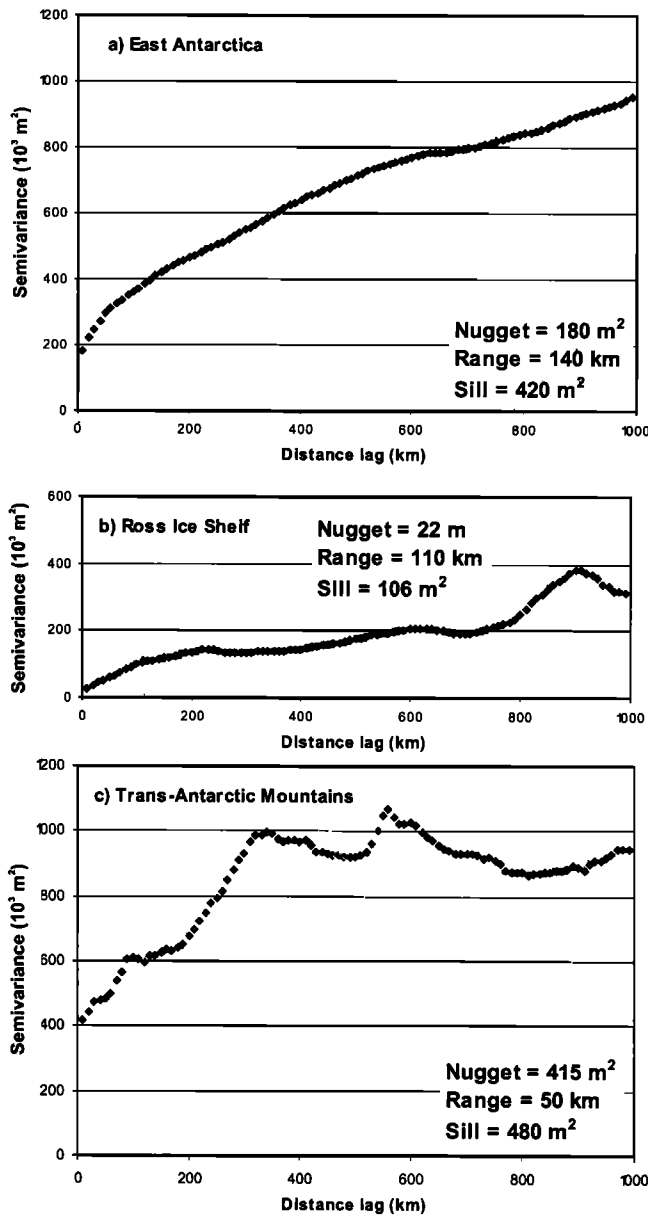 1200
a) East Antarctica
1000
800
600
400
200
0
Semivariance (10³ m²)
Nugget = 180 m²
Range = 140 km
Sill = 420 m²
0 200 400 600 800 1000
Distance lag (km)
600
b) Ross Ice Shelf
Nugget = 22 m
Range = 110 km
Sill = 106 m²
400
200
0
Semivariance (10³ m²)
0 200 400 600 800 1000
Distance lag (km)
1200
c) Trans-Antarctic Mountains
1000
800
600
400
200
0
Semivariance (10³ m²)
Nugget = 415 m²
Range = 50 km
Sill = 480 m²
0 200 400 600 800 1000
Distance lag (km)